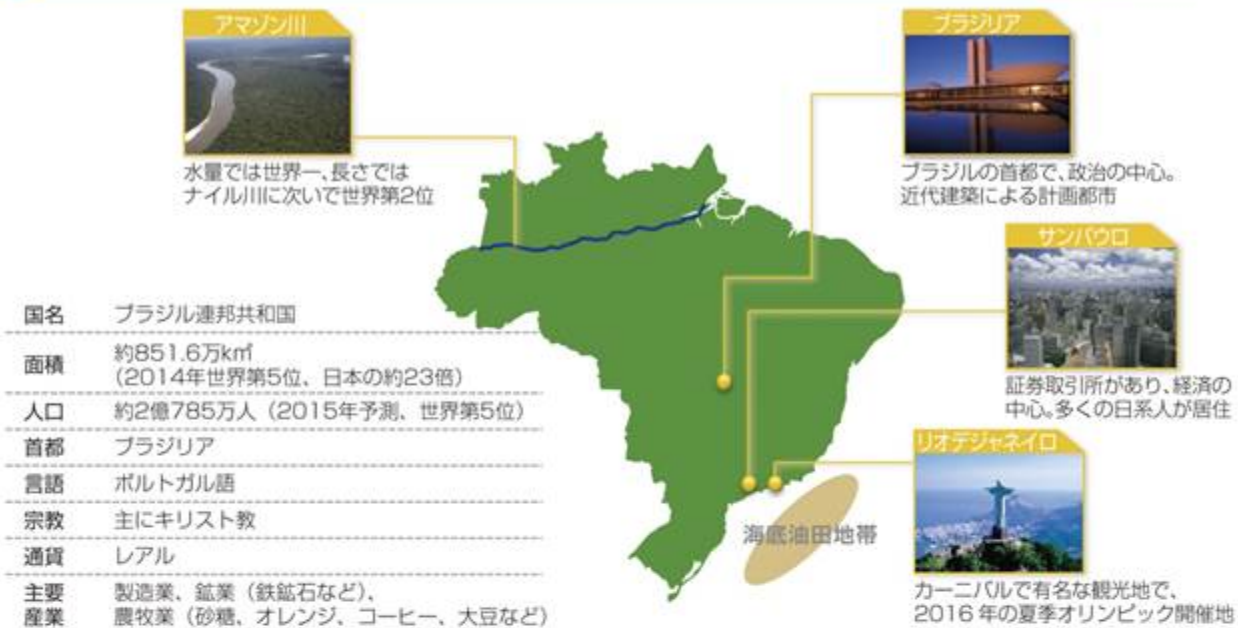 アマゾン川
水量では世界一、長さでは
ナイル川に次いで世界第2位
ブラジリア
ブラジルの首都で、政治の中心。
近代建築による計画都市
サンパウロ
証券取引所があり、経済の
中心。多くの日系人が居住
リオデジャネイロ
カーニバルで有名な観光地で、
2016年の夏季オリンピック開催地
海底油田地帯
国名 ブラジル連邦共和国
面積 約851.6万km²
（2014年世界第5位、日本の約23倍）
人口 約2億785万人（2015年予測、世界第5位）
首都 ブラジリア
言語 ポルトガル語
宗教 主にキリスト教
通貨 レアル
主要 製造業、鉱業（鉄鉱石など）、
産業 農牧業（砂糖、オレンジ、コーヒー、大豆など）